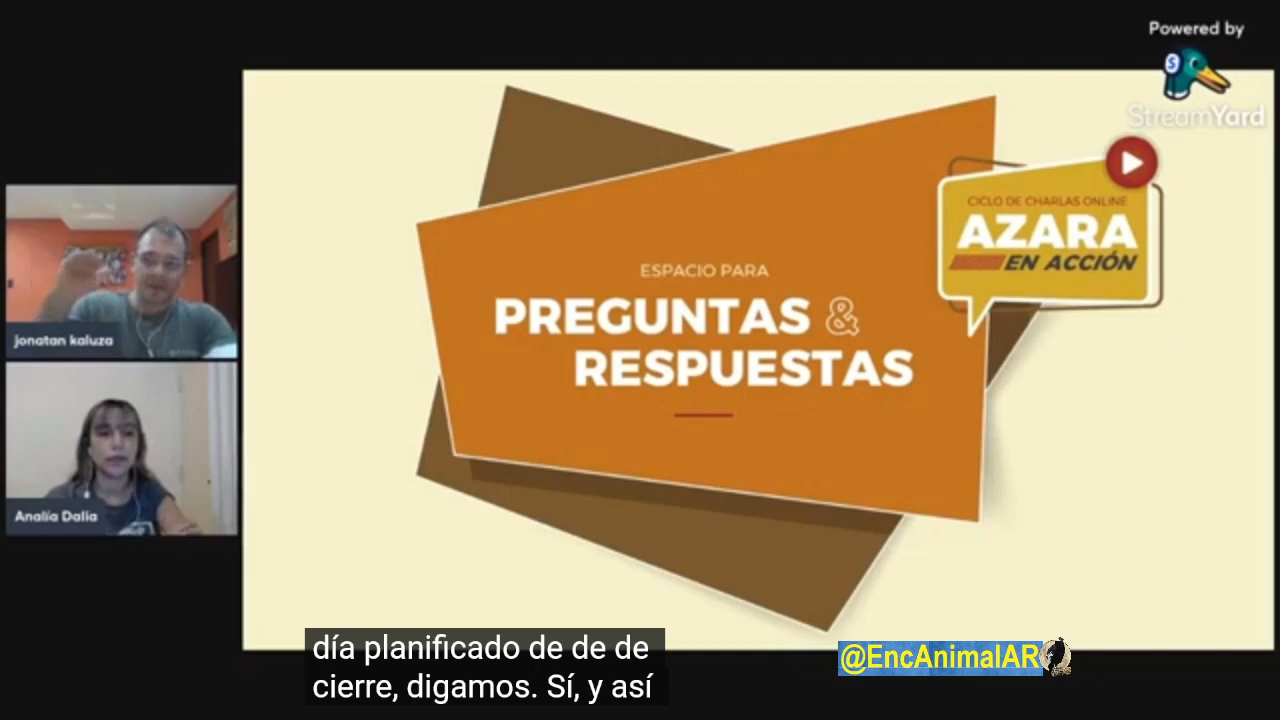 Powered by
StreamYard
CICLO DE CHARLAS ONLINE
AZARA
EN ACCIÓN
ESPACIO PARA
PREGUNTAS &
RESPUESTAS
jonatan kaluza
Analía Dalia
día planificado de de de
cierre, digamos. Sí, y así
@EncAnimalAR